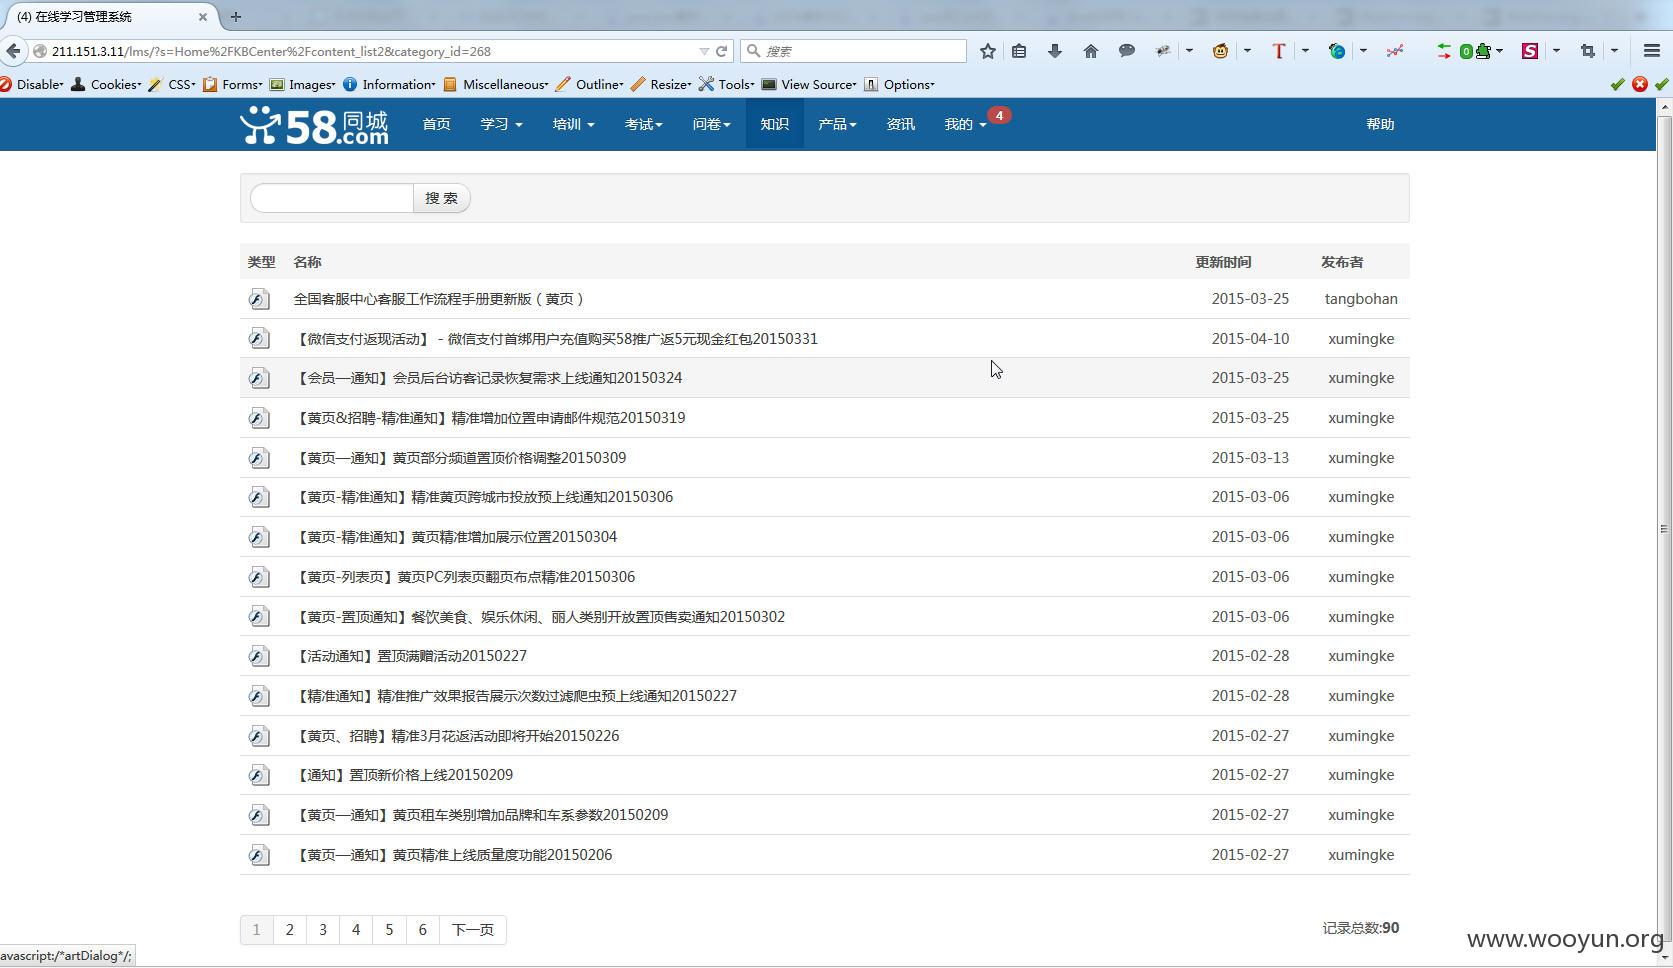 (4) 在线学习管理系统
211.151.3.11/lms/?s=Home%2FKBCenter%2Fcontent_list2&category_id=268
搜索
Disable Cookies CSS Forms Images Information Miscellaneous Outline Resize Tools View Source Options
58同城.com 首页 学习 培训 考试 问卷 知识 产品 资讯 我的 4 帮助
搜 索
类型 名称 更新时间 发布者
全国客服中心客服工作流程手册更新版（黄页） 2015-03-25 tangbohan
【微信支付返现活动】 - 微信支付首绑用户充值购买58推广返5元现金红包20150331 2015-04-10 xumingke
【会员—通知】会员后台访客记录恢复需求上线通知20150324 2015-03-25 xumingke
【黄页&招聘-精准通知】精准增加位置申请邮件规范20150319 2015-03-25 xumingke
【黄页—通知】黄页部分频道置顶价格调整20150309 2015-03-13 xumingke
【黄页-精准通知】精准黄页跨城市投放预上线通知20150306 2015-03-06 xumingke
【黄页-精准通知】黄页精准增加展示位置20150304 2015-03-06 xumingke
【黄页-列表页】黄页PC列表页翻页布点精准20150306 2015-03-06 xumingke
【黄页-置顶通知】餐饮美食、娱乐休闲、丽人类别开放置顶售卖通知20150302 2015-03-06 xumingke
【活动通知】置顶满赠活动20150227 2015-02-28 xumingke
【精准通知】精准推广效果报告展示次数过滤爬虫预上线通知20150227 2015-02-28 xumingke
【黄页、招聘】精准3月花返活动即将开始20150226 2015-02-27 xumingke
【通知】置顶新价格上线20150209 2015-02-27 xumingke
【黄页—通知】黄页租车类别增加品牌和车系参数20150209 2015-02-27 xumingke
【黄页—通知】黄页精准上线质量度功能20150206 2015-02-27 xumingke
1 2 3 4 5 6 下一页 记录总数:90
www.wooyun.org
avascript:/*artDialog*/;